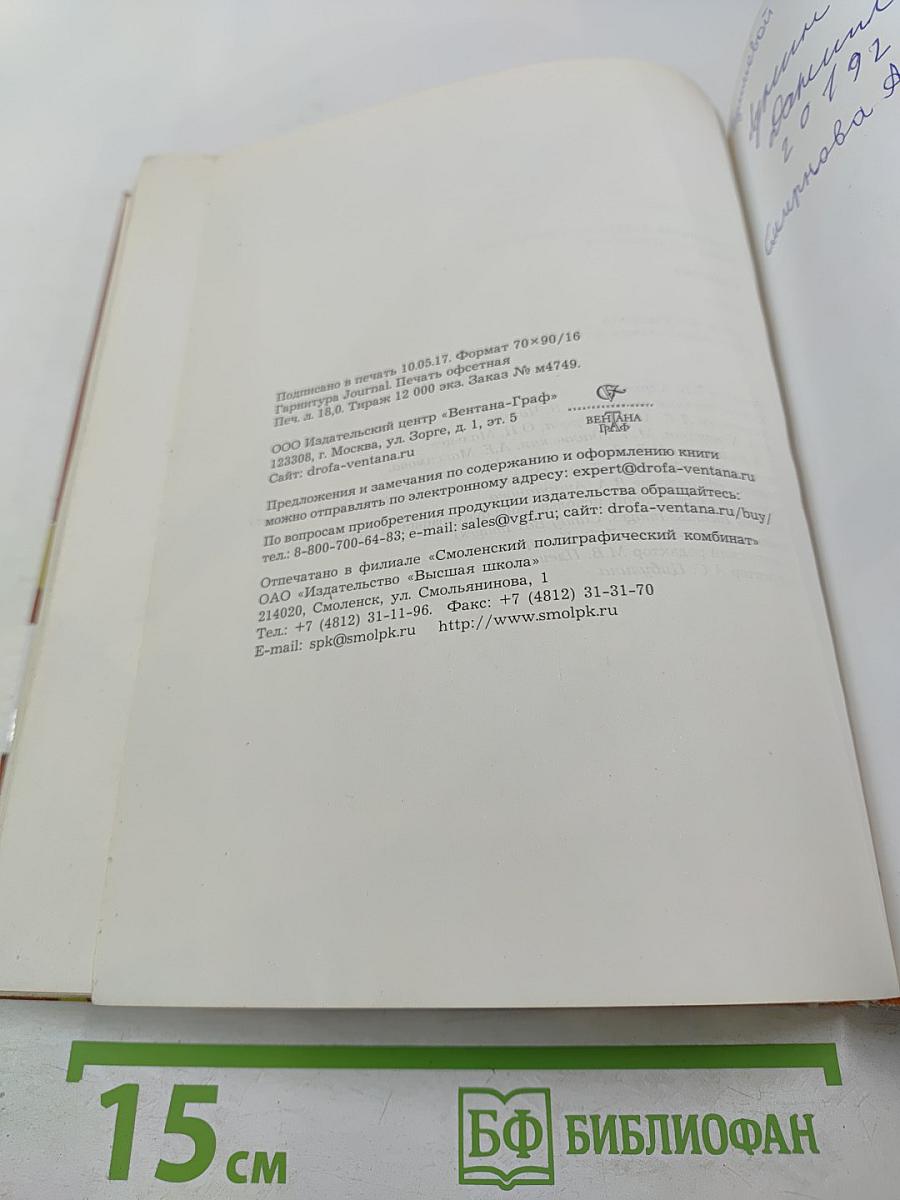 Подписано в печать 10.05.17. Формат 70×90/16
Гарнитура Journal. Печать офсетная
Печ. л. 18,0. Тираж 12 000 экз. Заказ № м4749.
ООО Издательский центр «Вентана-Граф»
123308, г. Москва, ул. Зорге, д. 1, эт. 5
Сайт: drofa-ventana.ru
ВЕНТАНА
ГРАФ
Предложения и замечания по содержанию и оформлению книги
можно отправлять по электронному адресу: expert@drofa-ventana.ru
По вопросам приобретения продукции издательства обращайтесь:
тел.: 8-800-700-64-83; e-mail: sales@vgf.ru; сайт: drofa-ventana.ru/buy/
Отпечатано в филиале «Смоленский полиграфический комбинат»
ОАО «Издательство «Высшая школа»
214020, Смоленск, ул. Смольянинова, 1
Тел.: +7 (4812) 31-11-96. Факс: +7 (4812) 31-31-70
E-mail: spk@smolpk.ru http://www.smolpk.ru
Смирнова А
15 см
БФ БИБЛИОФАН